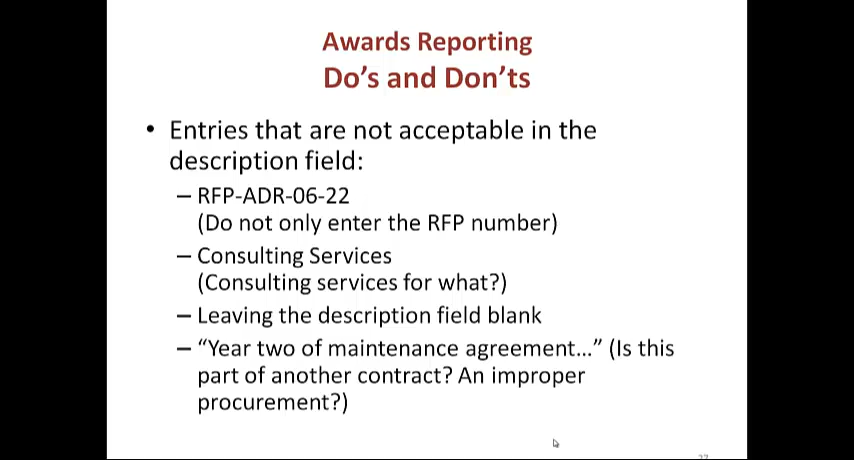 Awards Reporting
Do’s and Don’ts
• Entries that are not acceptable in the
description field:
– RFP-ADR-06-22
(Do not only enter the RFP number)
– Consulting Services
(Consulting services for what?)
– Leaving the description field blank
– “Year two of maintenance agreement…” (Is this
part of another contract? An improper
procurement?)